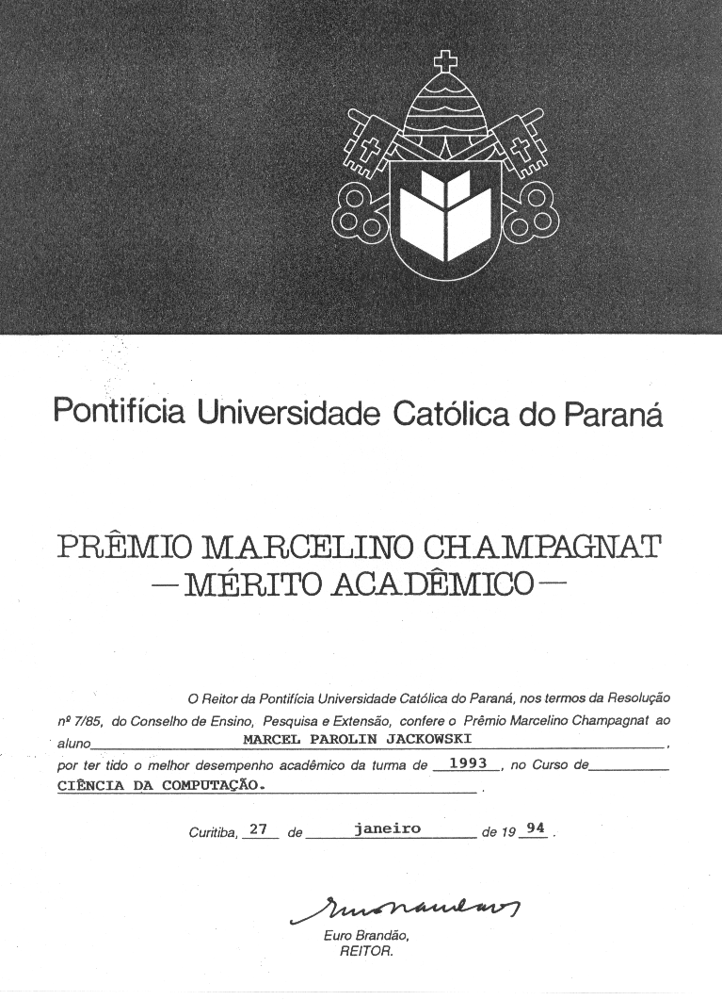 Pontifícia Universidade Católica do Paraná
PRÊMIO MARCELINO CHAMPAGNAT
—MÉRITO ACADÊMICO—
O Reitor da Pontifícia Universidade Católica do Paraná, nos termos da Resolução
nº 7/85, do Conselho de Ensino, Pesquisa e Extensão, confere o Prêmio Marcelino Champagnat ao
aluno MARCEL PAROLIN JACKOWSKI,
por ter tido o melhor desempenho acadêmico da turma de 1993, no Curso de
CIÊNCIA DA COMPUTAÇÃO. .
Curitiba, 27 de janeiro de 19 94.
Euro Brandão,
REITOR.